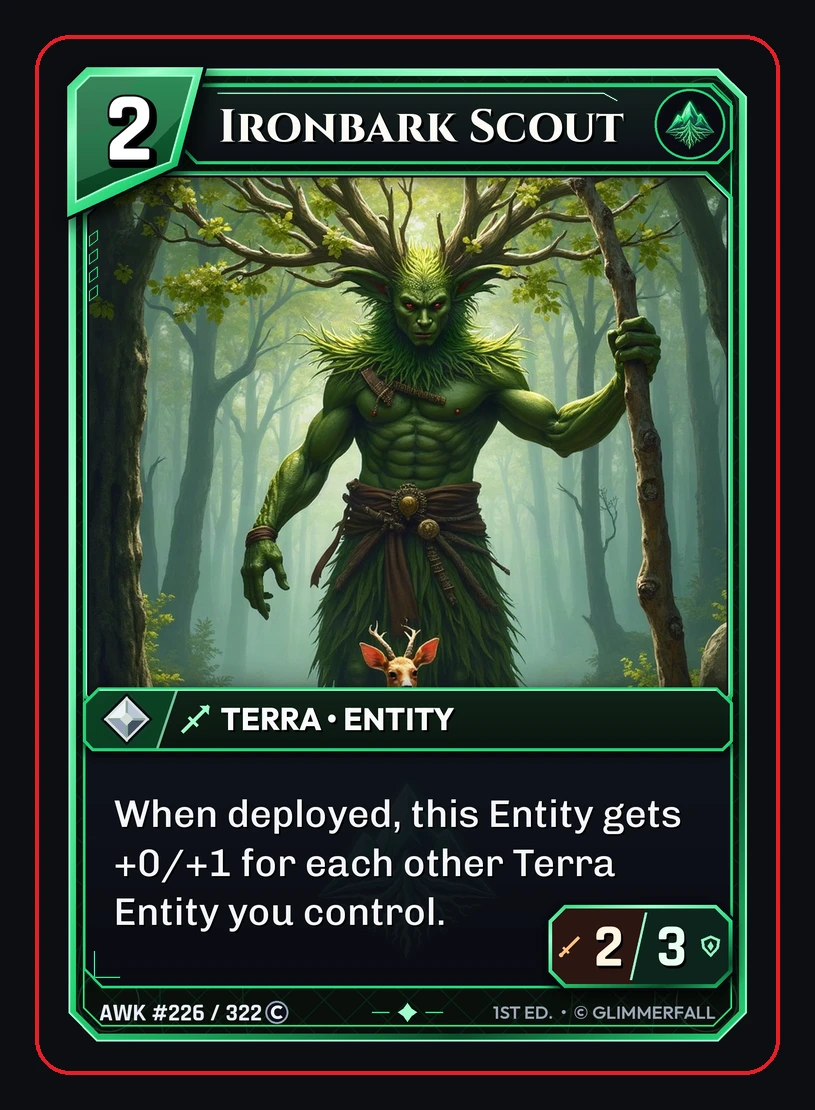 2
IRONBARK SCOUT
TERRA • ENTITY
When deployed, this Entity gets
+0/+1 for each other Terra
Entity you control.
2/3
AWK #226 / 322 Ⓒ
1ST ED. • © GLIMMERFALL